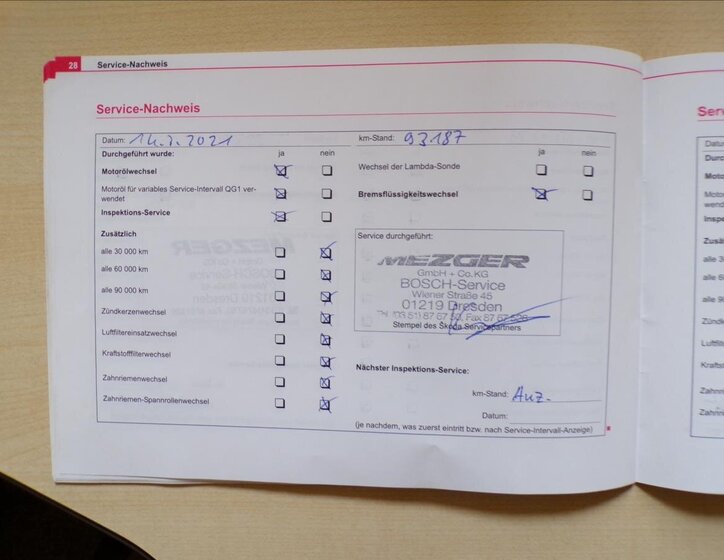 28 Service-Nachweis
Service-Nachweis
Datum: 14.7.2021 km-Stand: 93187
Durchgeführt wurde: ja nein ja nein
Motorölwechsel
Wechsel der Lambda-Sonde
Motoröl für variables Service-Intervall QG1 ver-
wendet
Bremsflüssigkeitswechsel
Inspektions-Service
Zusätzlich
alle 30 000 km
alle 60 000 km
alle 90 000 km
Zündkerzenwechsel
Luftfiltereinsatzwechsel
Kraftstofffilterwechsel
Zahnriemenwechsel
Zahnriemen-Spannrollenwechsel
Service durchgeführt:
MEZGER
GmbH + Co.KG
BOSCH-Service
Wiener Straße 45
01219 Dresden
Stempel des Škoda Servicepartners
Nächster Inspektions-Service:
km-Stand: Anz.
Datum:
(je nachdem, was zuerst eintritt bzw. nach Service-Intervall-Anzeige)